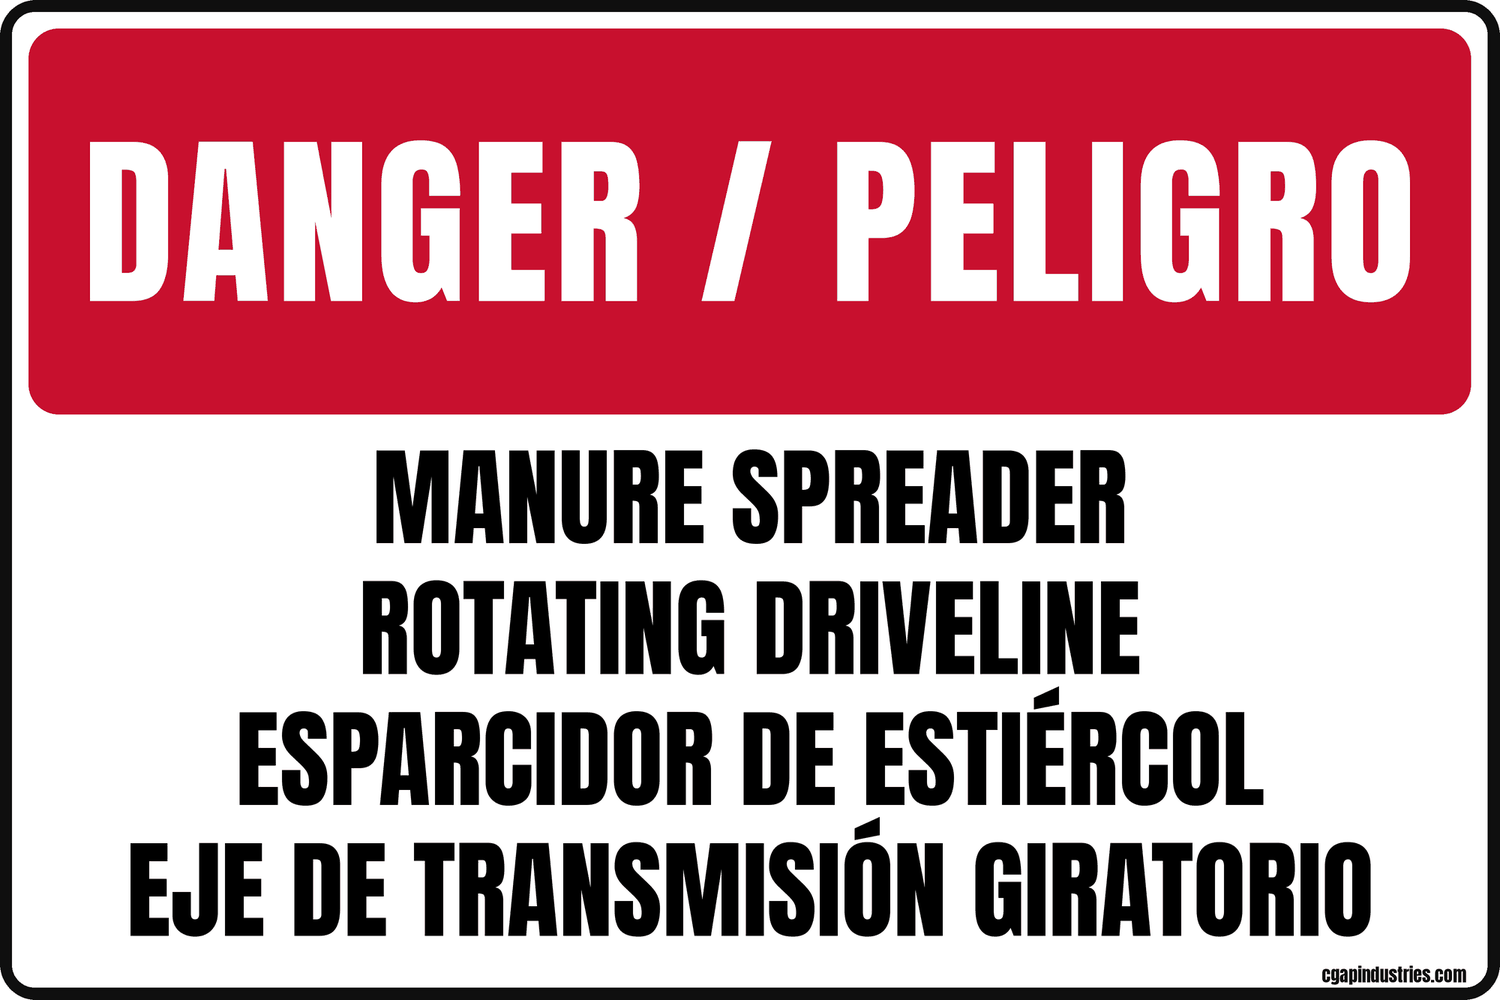 DANGER / PELIGRO
MANURE SPREADER
ROTATING DRIVELINE
ESPARCIDOR DE ESTIÉRCOL
EJE DE TRANSMISIÓN GIRATORIO
cgapindustries.com